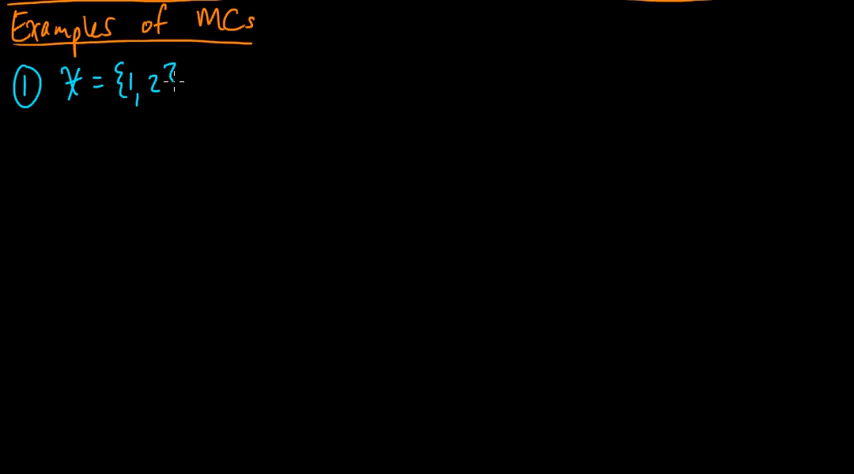 Examples of MCs
① 𝒳 = {1, 2}